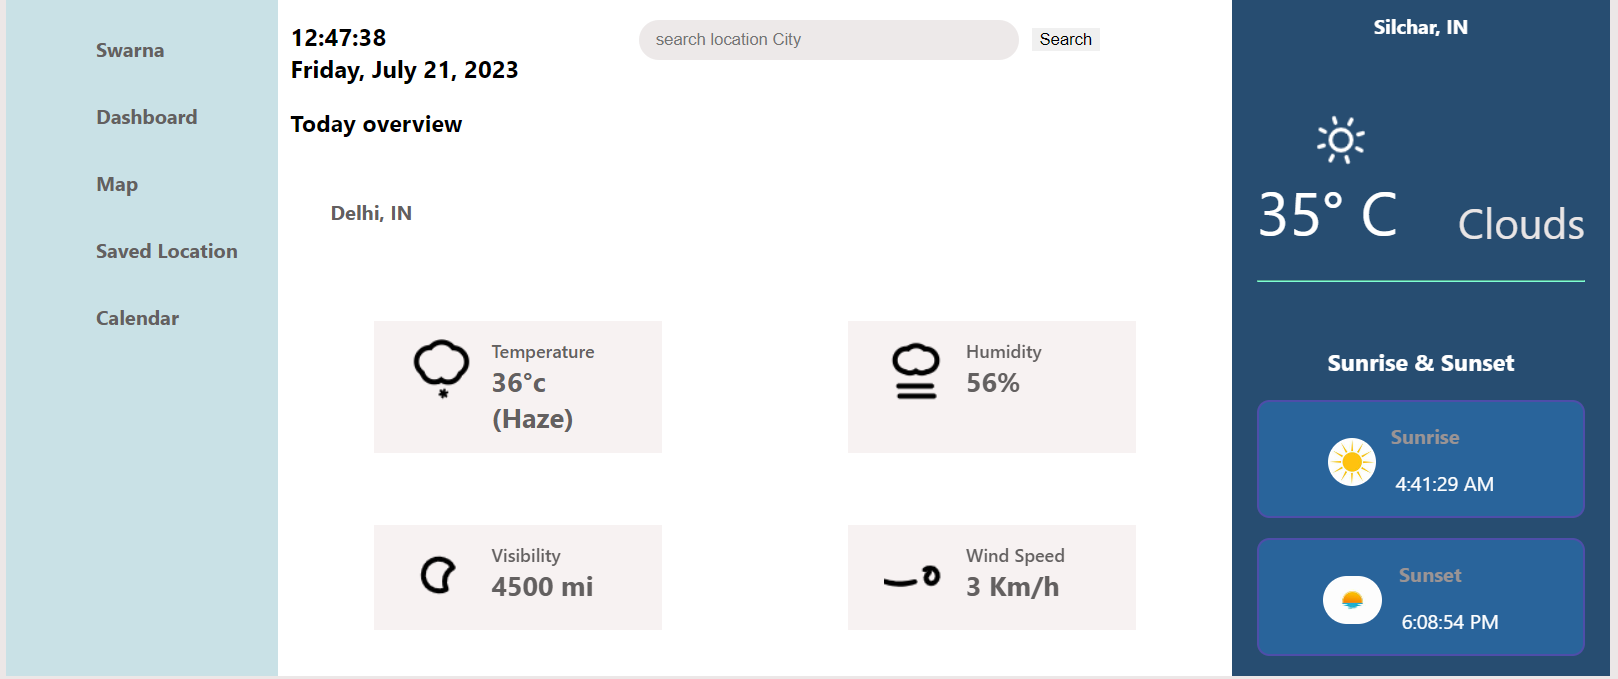 Swarna
Dashboard
Map
Saved Location
Calendar
12:47:38
Friday, July 21, 2023
search location City
Search
Today overview
Delhi, IN
Temperature
36°c
(Haze)
Humidity
56%
Visibility
4500 mi
Wind Speed
3 Km/h
Silchar, IN
35° C
Clouds
Sunrise & Sunset
Sunrise
4:41:29 AM
Sunset
6:08:54 PM